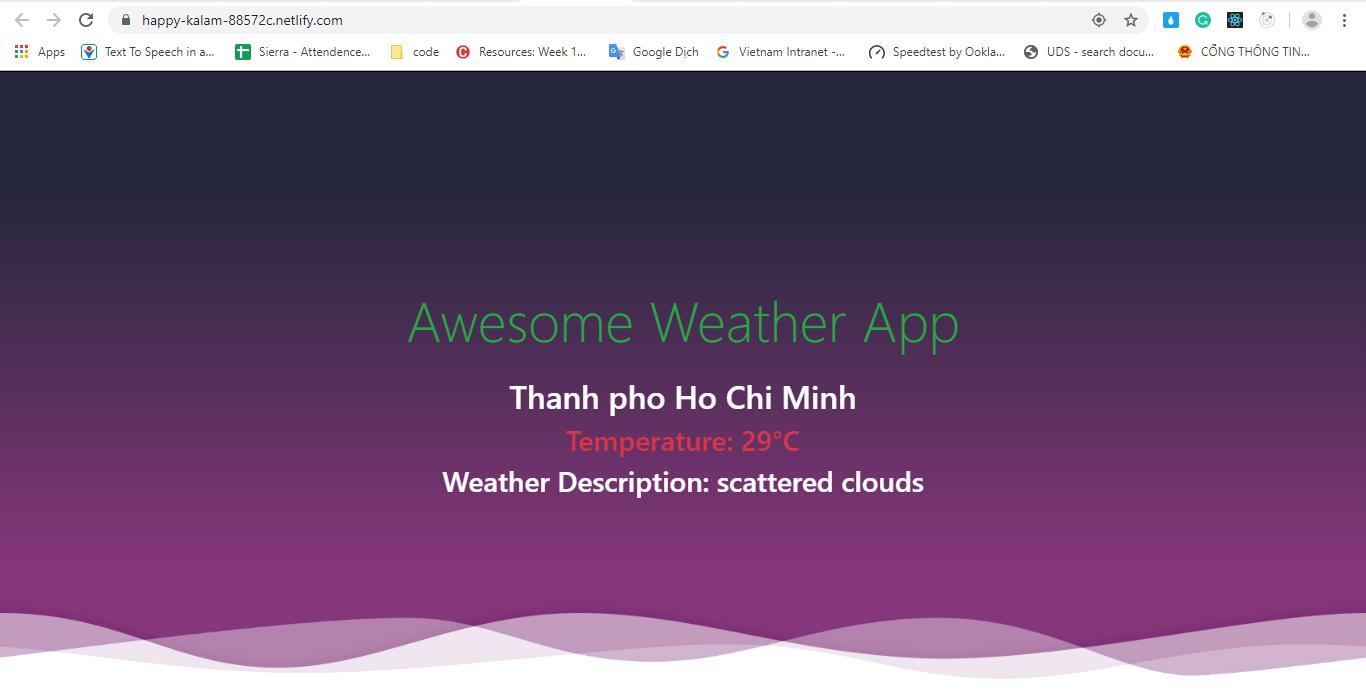 happy-kalam-88572c.netlify.com
Apps Text To Speech in a... Sierra - Attendence... code Resources: Week 1... Google Dịch Vietnam Intranet -... Speedtest by Ookla... UDS - search docu... CỔNG THÔNG TIN...
Awesome Weather App
Thanh pho Ho Chi Minh
Temperature: 29°C
Weather Description: scattered clouds